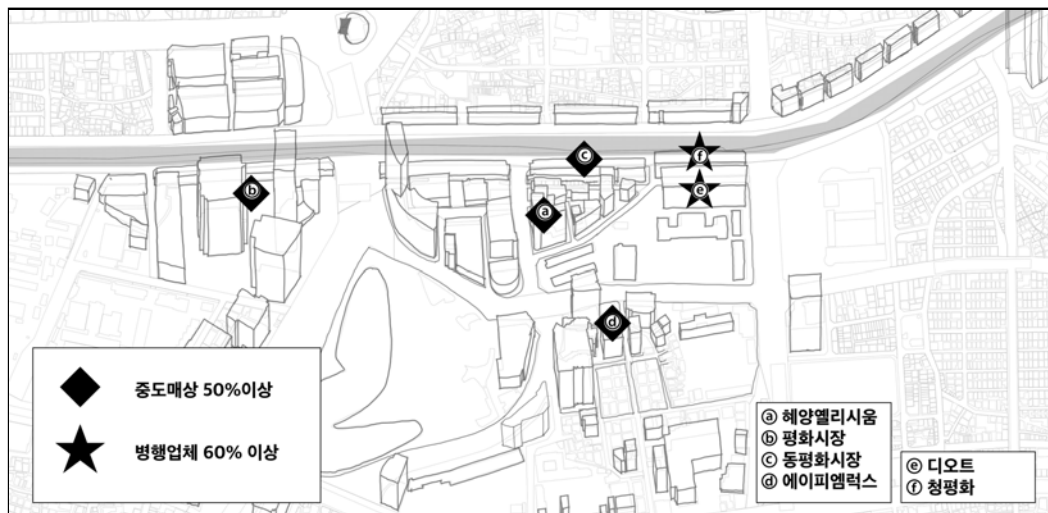 ⓕ
ⓒ
ⓑ
ⓔ
ⓐ
ⓓ
중도매상 50%이상
병행업체 60% 이상
ⓐ 혜양엘리시움
ⓑ 평화시장
ⓒ 동평화시장
ⓓ 에이피엠럭스
ⓔ 디오트
ⓕ 청평화